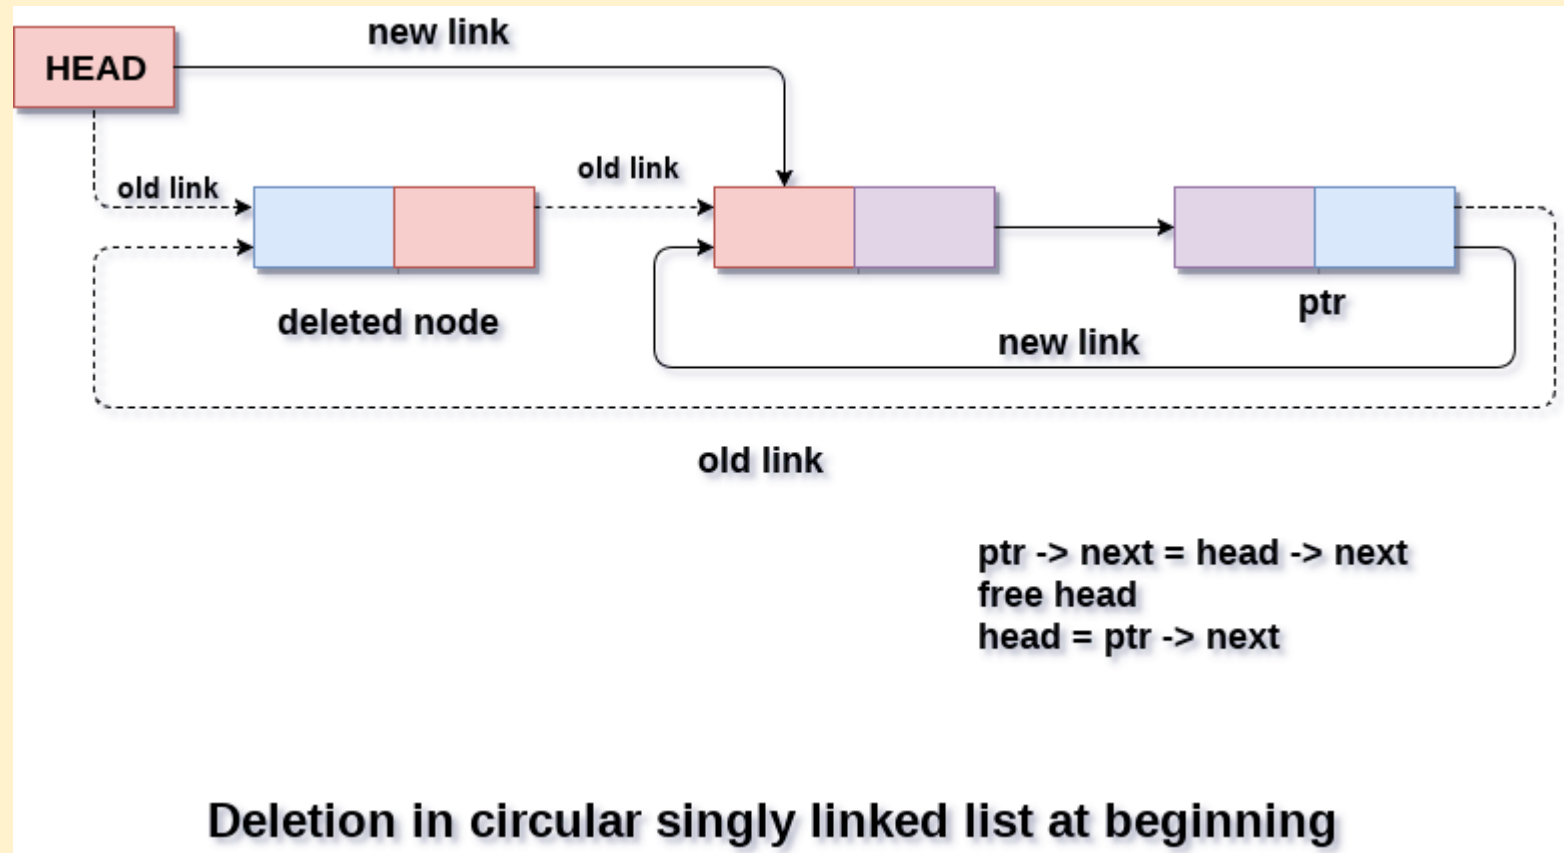 new link
HEAD
old link
old link
deleted node
ptr
new link
old link
ptr -> next = head -> next
free head
head = ptr -> next
Deletion in circular singly linked list at beginning